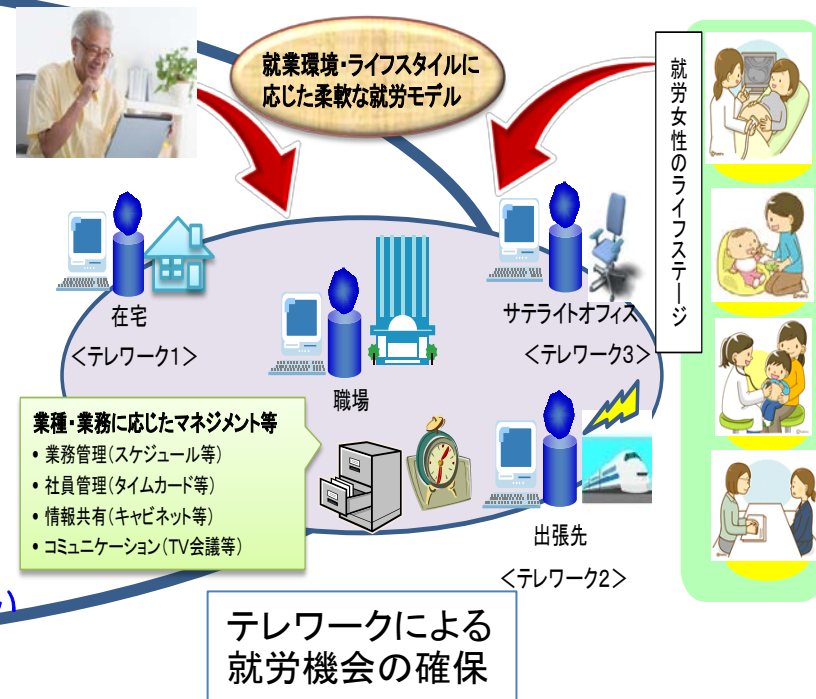 就業環境・ライフスタイルに
応じた柔軟な就労モデル
就労女性のライフステージ
在宅
<テレワーク1>
サテライトオフィス
<テレワーク3>
職場
業種・業務に応じたマネジメント等
• 業務管理(スケジュール等)
• 社員管理(タイムカード等)
• 情報共有(キャビネット等)
• コミュニケーション(TV会議等)
出張先
<テレワーク2>
テレワークによる
就労機会の確保